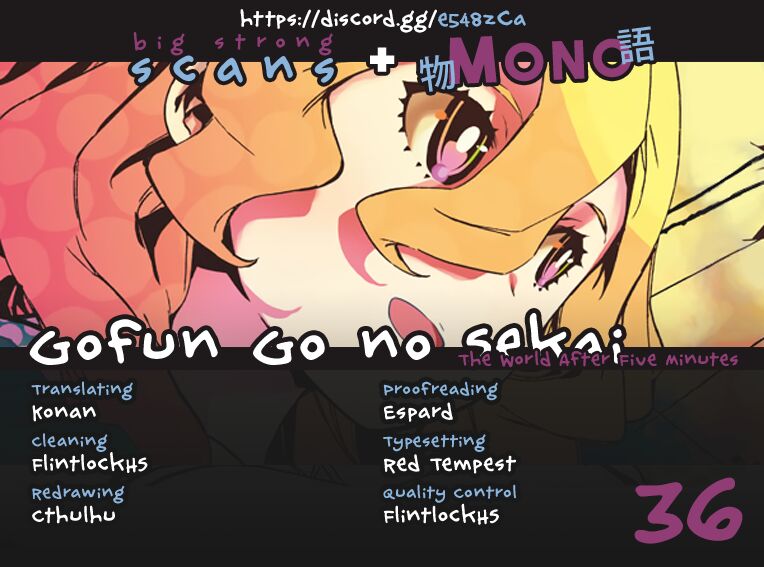 https://discord.gg/e548zCa
big strong
scans + 物MONO語
Gofun Go no Sekai
The World After Five Minutes
Translating
Konan
Cleaning
FlintlockHS
Redrawing
Cthulhu
Proofreading
Espard
Typesetting
Red Tempest
Quality Control
FlintlockHS
36